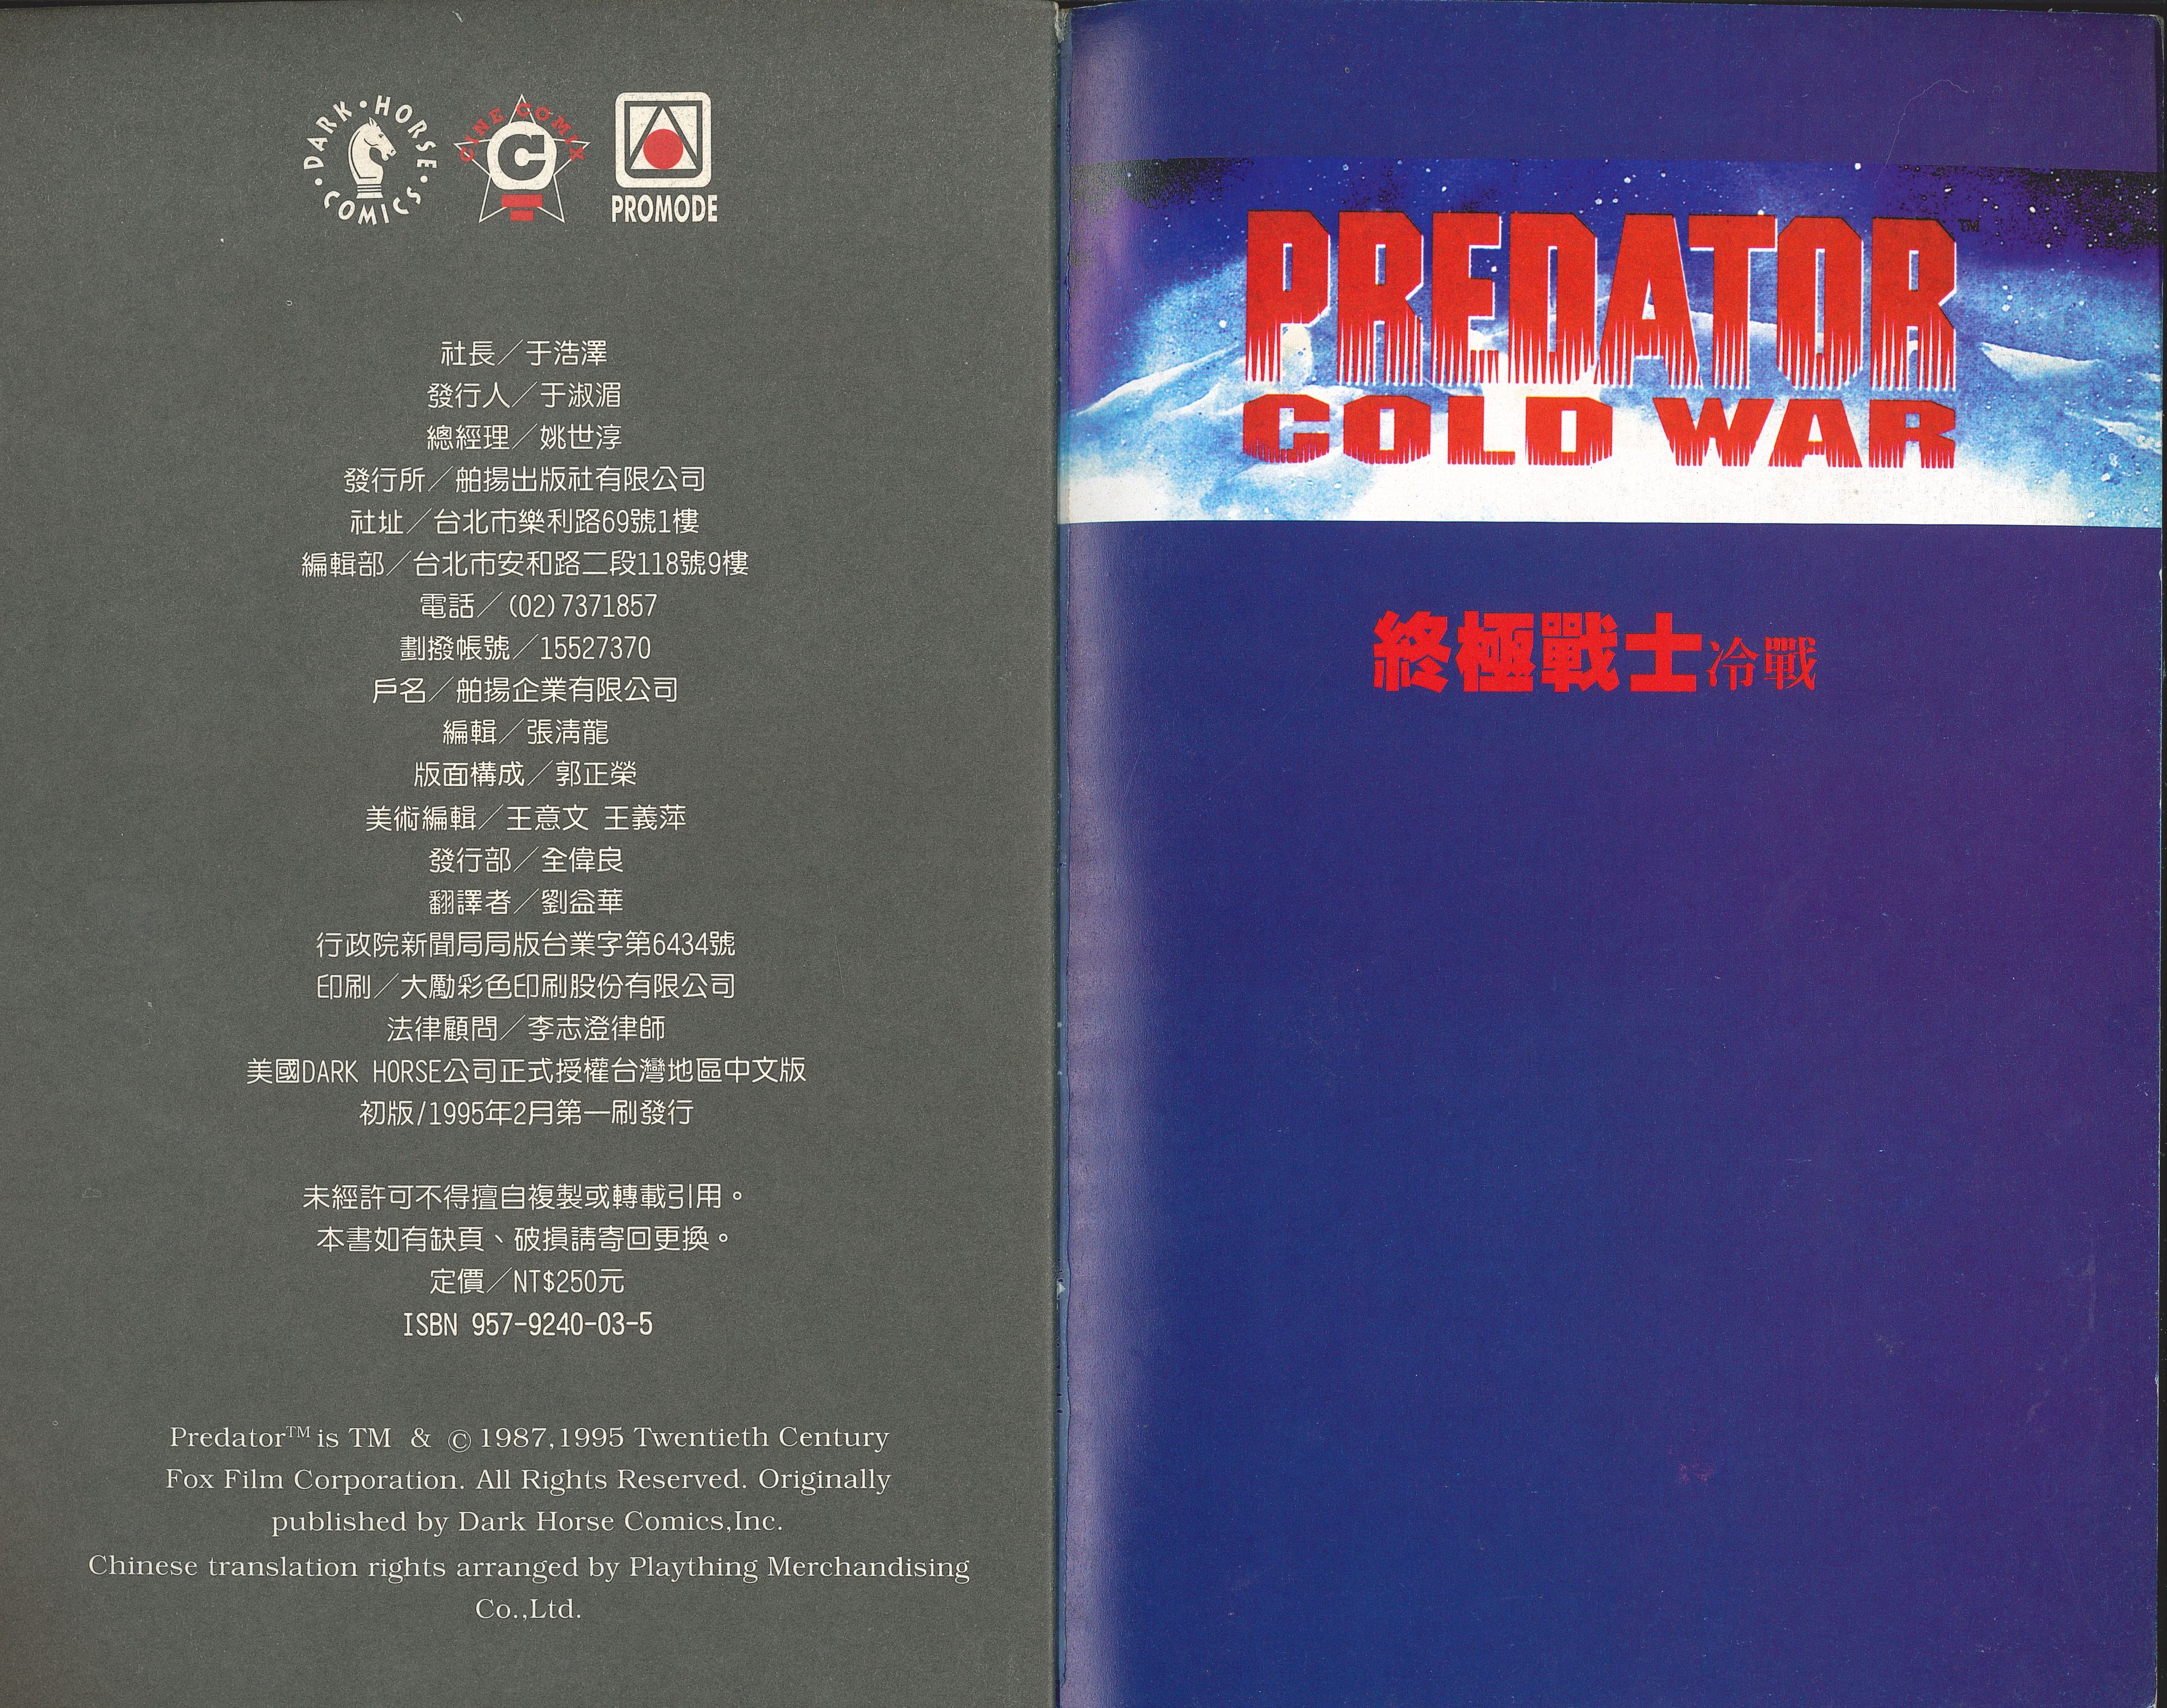 DARK·HORSE·COMICS·
CINE COMIX
C
PROMODE
社長／于浩澤
發行人／于淑湄
總經理／姚世淳
發行所／舶揚出版社有限公司
社址／台北市樂利路69號1樓
編輯部／台北市安和路二段118號9樓
電話／(02)7371857
劃撥帳號／15527370
戶名／舶揚企業有限公司
編輯／張清龍
版面構成／郭正榮
美術編輯／王意文 王義萍
發行部／全偉良
翻譯者／劉益華
行政院新聞局局版台業字第6434號
印刷／大勵彩色印刷股份有限公司
法律顧問／李志澄律師
美國DARK HORSE公司正式授權台灣地區中文版
初版/1995年2月第一刷發行
未經許可不得擅自複製或轉載引用。
本書如有缺頁、破損請寄回更換。
定價／NT$250元
ISBN 957-9240-03-5
Predator™ is TM & © 1987,1995 Twentieth Century
Fox Film Corporation. All Rights Reserved. Originally
published by Dark Horse Comics,Inc.
Chinese translation rights arranged by Plaything Merchandising
Co.,Ltd.
PREDATOR™
COLD WAR
終極戰士冷戰